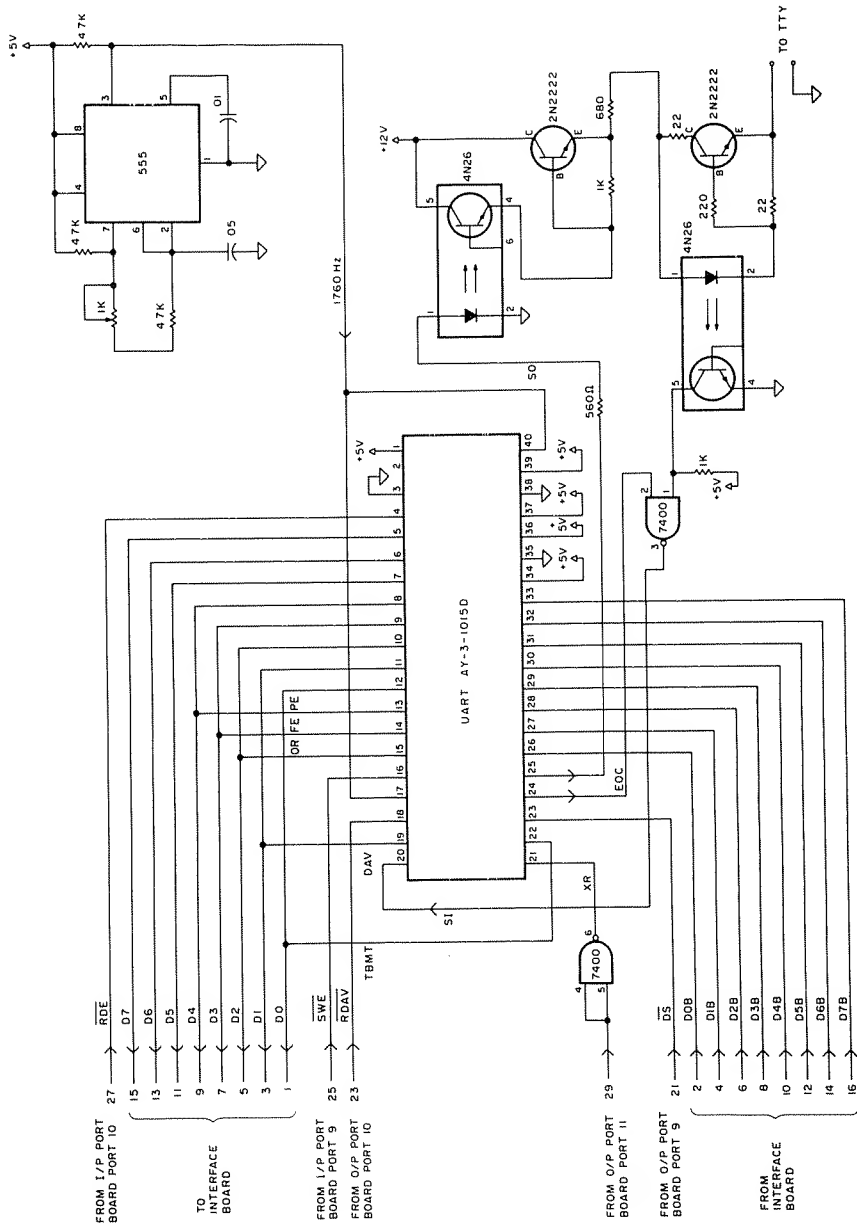 +5V
4.7K
3
8
4
555
5
.01
1
7
6
2
4.7K
1K
4.7K
.05
1760 Hz
+12V
4N26
5
4
6
1
2
C
B
E
2N2222
1K
680
SO
560Ω
4N26
1
2
5
4
22
C
B
E
2N2222
220
22
TO TTY
1K
+5V
2
1
3
7400
EOC
UART AY-3-1015D
+5V
1
2
3
4
5
6
7
8
9
10
11
12
13
14
15
16
17
18
19
20
PE
FE
OR
DAV
SI
TBMT
40
39
38
37
36
35
34
33
32
31
30
29
28
27
26
25
24
23
22
21
+5V
+5V
+
5V
+5V
XR
6
7400
4
5
RDE
D7
D6
D5
D4
D3
D2
D1
D0
SWE
RDAV
27
15
13
11
9
7
5
3
1
25
23
FROM I/P PORT
BOARD PORT 10
TO
INTERFACE
BOARD
FROM I/P PORT
BOARD PORT 9
FROM O/P PORT
BOARD PORT 10
29
FROM O/P PORT
BOARD PORT 11
DS
D0B
D1B
D2B
D3B
D4B
D5B
D6B
D7B
21
2
4
6
8
10
12
14
16
FROM O/P PORT
BOARD PORT 9
FROM
INTERFACE
BOARD